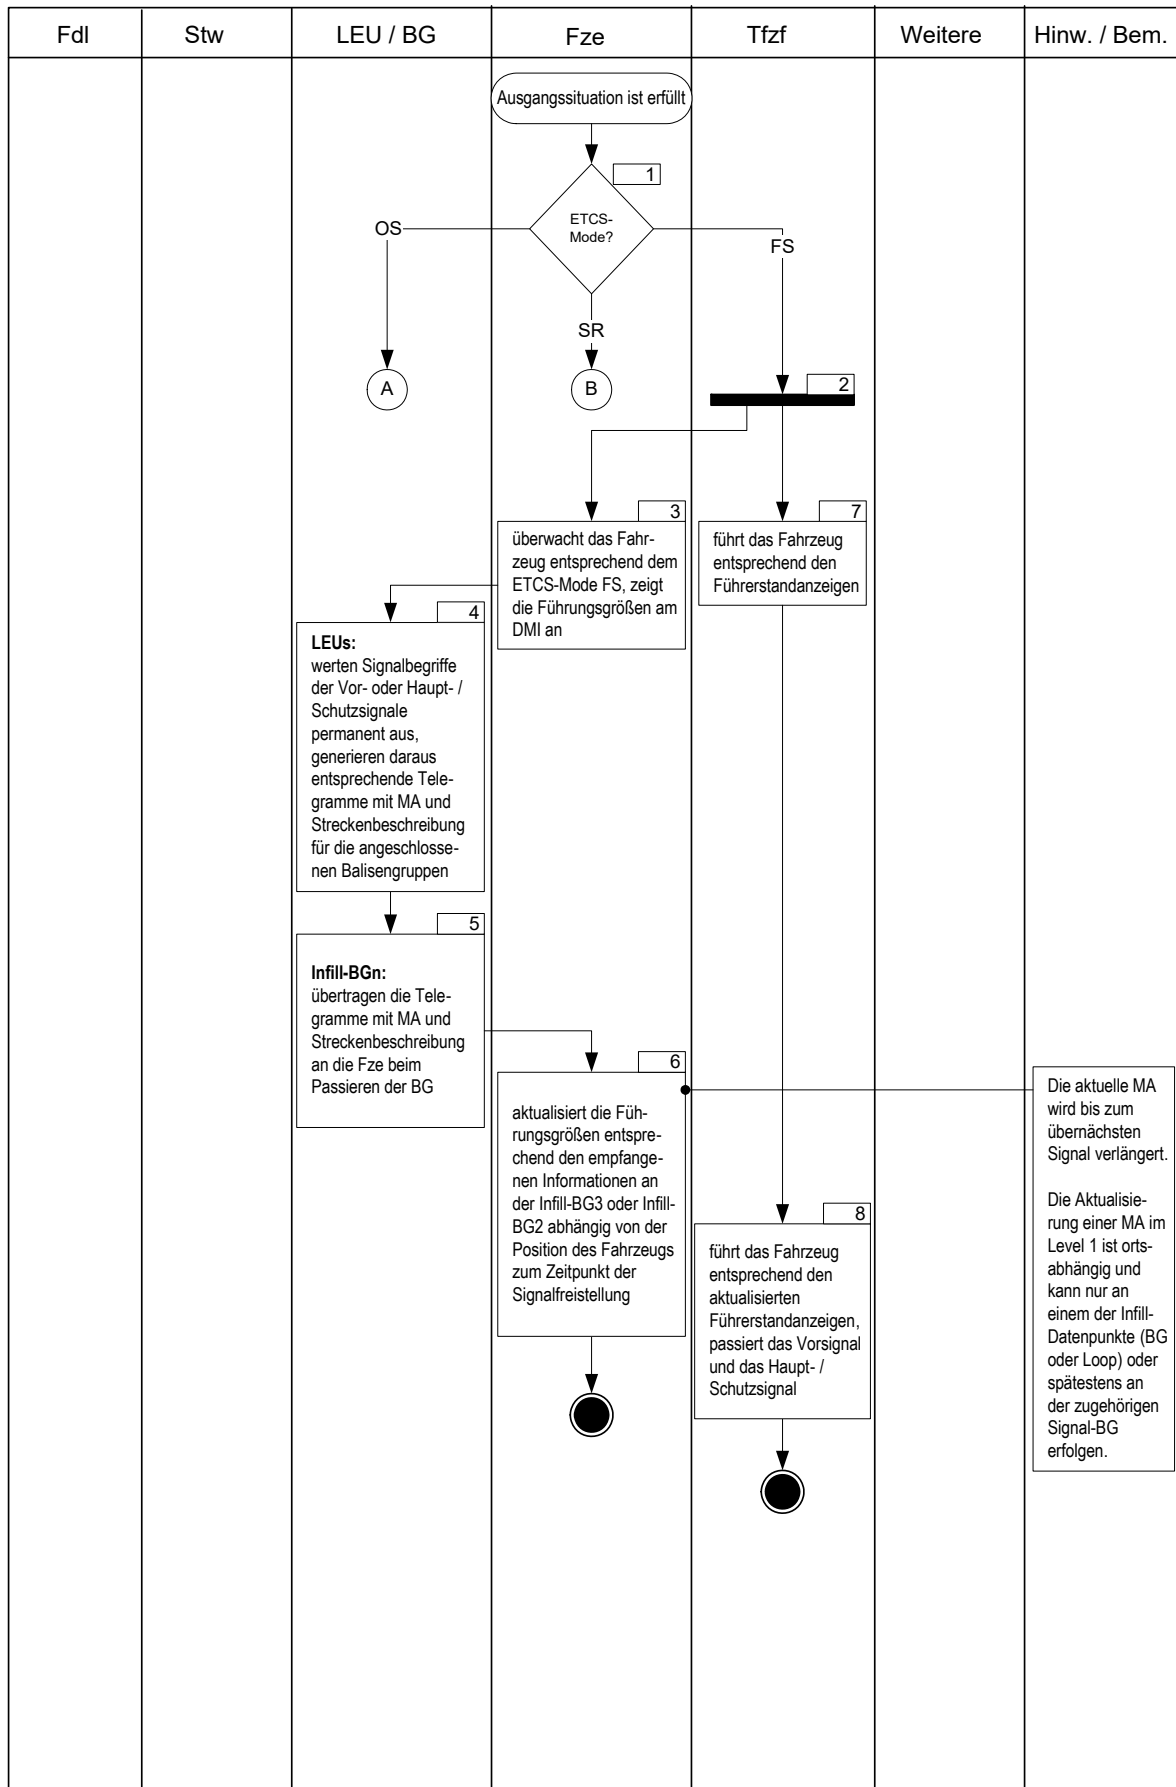 Fdl
Stw
LEU / BG
Fze
Tfzf
Weitere
Hinw. / Bem.
Ausgangssituation ist erfüllt
1
ETCS-
Mode?
OS
FS
SR
A
B
2
3
überwacht das Fahr-
zeug entsprechend dem
ETCS-Mode FS, zeigt
die Führungsgrößen am
DMI an
7
führt das Fahrzeug
entsprechend den
Führerstandanzeigen
4
LEUs:
werten Signalbegriffe
der Vor- oder Haupt- /
Schutzsignale
permanent aus,
generieren daraus
entsprechende Tele-
gramme mit MA und
Streckenbeschreibung
für die angeschlosse-
nen Balisengruppen
5
Infill-BGn:
übertragen die Tele-
gramme mit MA und
Streckenbeschreibung
an die Fze beim
Passieren der BG
6
aktualisiert die Füh-
rungsgrößen entspre-
chend den empfange-
nen Informationen an
der Infill-BG3 oder Infill-
BG2 abhängig von der
Position des Fahrzeugs
zum Zeitpunkt der
Signalfreistellung
8
führt das Fahrzeug
entsprechend den
aktualisierten
Führerstandanzeigen,
passiert das Vorsignal
und das Haupt- /
Schutzsignal
Die aktuelle MA
wird bis zum
übernächsten
Signal verlängert.
Die Aktualisie-
rung einer MA im
Level 1 ist orts-
abhängig und
kann nur an
einem der Infill-
Datenpunkte (BG
oder Loop) oder
spätestens an
der zugehörigen
Signal-BG
erfolgen.